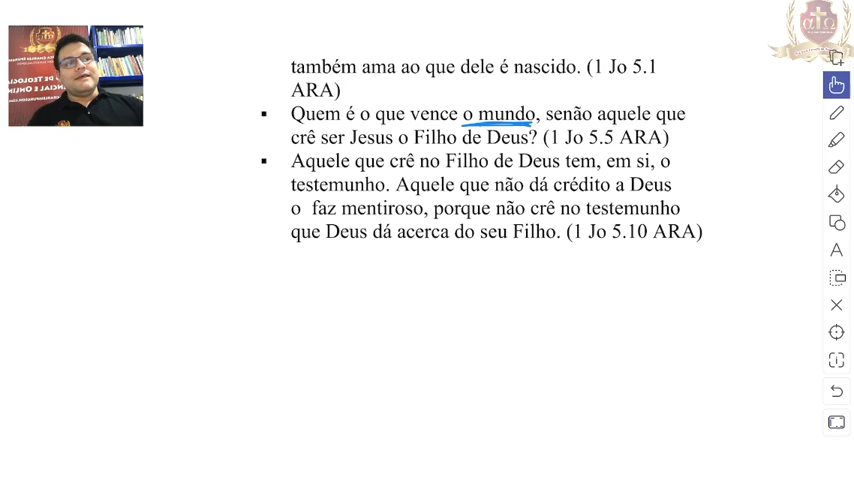 também ama ao que dele é nascido. (1 Jo 5.1
ARA)
▪ Quem é o que vence o mundo, senão aquele que
crê ser Jesus o Filho de Deus? (1 Jo 5.5 ARA)
▪ Aquele que crê no Filho de Deus tem, em si, o
testemunho. Aquele que não dá crédito a Deus
o faz mentiroso, porque não crê no testemunho
que Deus dá acerca do seu Filho. (1 Jo 5.10 ARA)